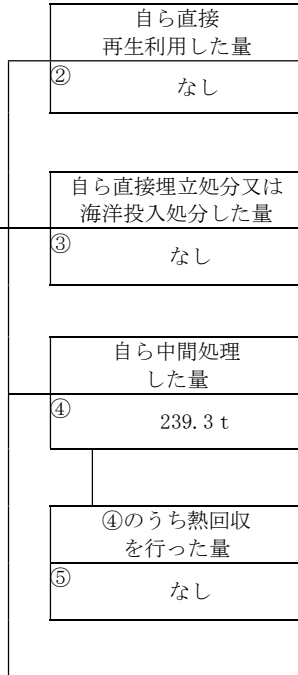 自ら直接
再生利用した量
②
なし
自ら直接埋立処分又は
海洋投入処分した量
③
なし
自ら中間処理
した量
④
239.3 t
④のうち熱回収
を行った量
⑤
なし